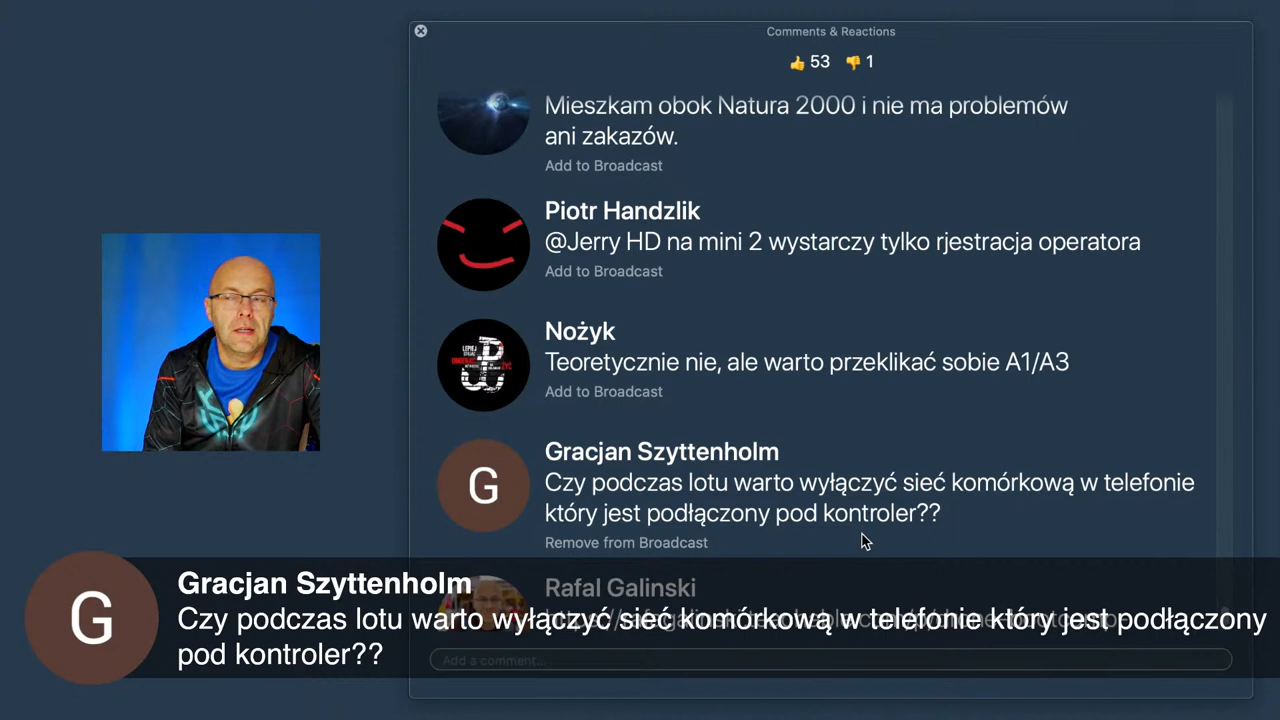 Comments & Reactions
👍 53 👎 1
Mieszkam obok Natura 2000 i nie ma problemów
ani zakazów.
Add to Broadcast
Piotr Handzlik
@Jerry HD na mini 2 wystarczy tylko rjestracja operatora
Add to Broadcast
Nożyk
Teoretycznie nie, ale warto przeklikać sobie A1/A3
Add to Broadcast
G
Gracjan Szyttenholm
Czy podczas lotu warto wyłączyć sieć komórkową w telefonie
który jest podłączony pod kontroler??
Remove from Broadcast
Rafal Galinski
G
Gracjan Szyttenholm
Czy podczas lotu warto wyłączyć sieć komórkową w telefonie który jest podłączony
pod kontroler??
Add a comment...